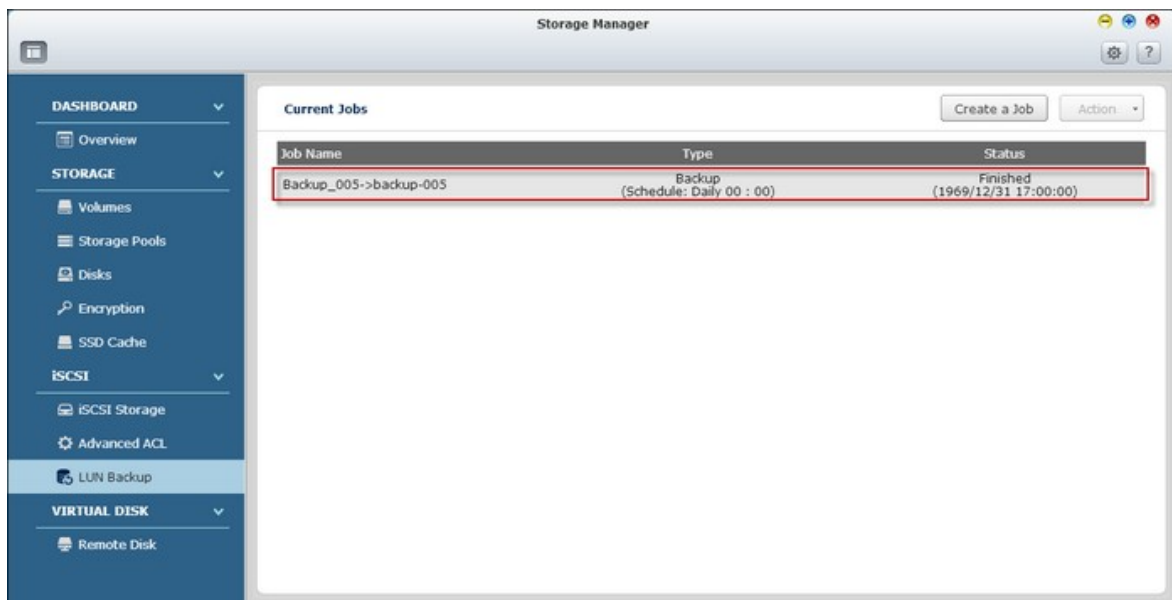 Storage Manager
?
DASHBOARD
Overview
STORAGE
Volumes
Storage Pools
Disks
Encryption
SSD Cache
iSCSI
iSCSI Storage
Advanced ACL
LUN Backup
VIRTUAL DISK
Remote Disk
Current Jobs
Create a Job
Action
Job Name Type Status
Backup_005->backup-005 Backup Finished
(Schedule: Daily 00 : 00) (1969/12/31 17:00:00)